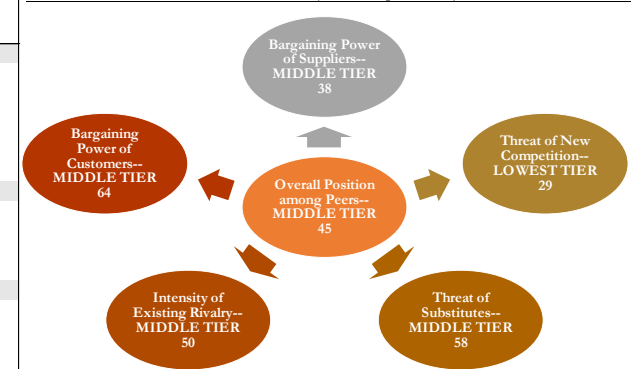 Bargaining Power
of Suppliers--
MIDDLE TIER
38
Bargaining
Power of
Customers--
MIDDLE TIER
64
Threat of New
Competition--
LOWEST TIER
29
Overall Position
among Peers--
MIDDLE TIER
45
Intensity of
Existing Rivalry--
MIDDLE TIER
50
Threat of
Substitutes--
MIDDLE TIER
58